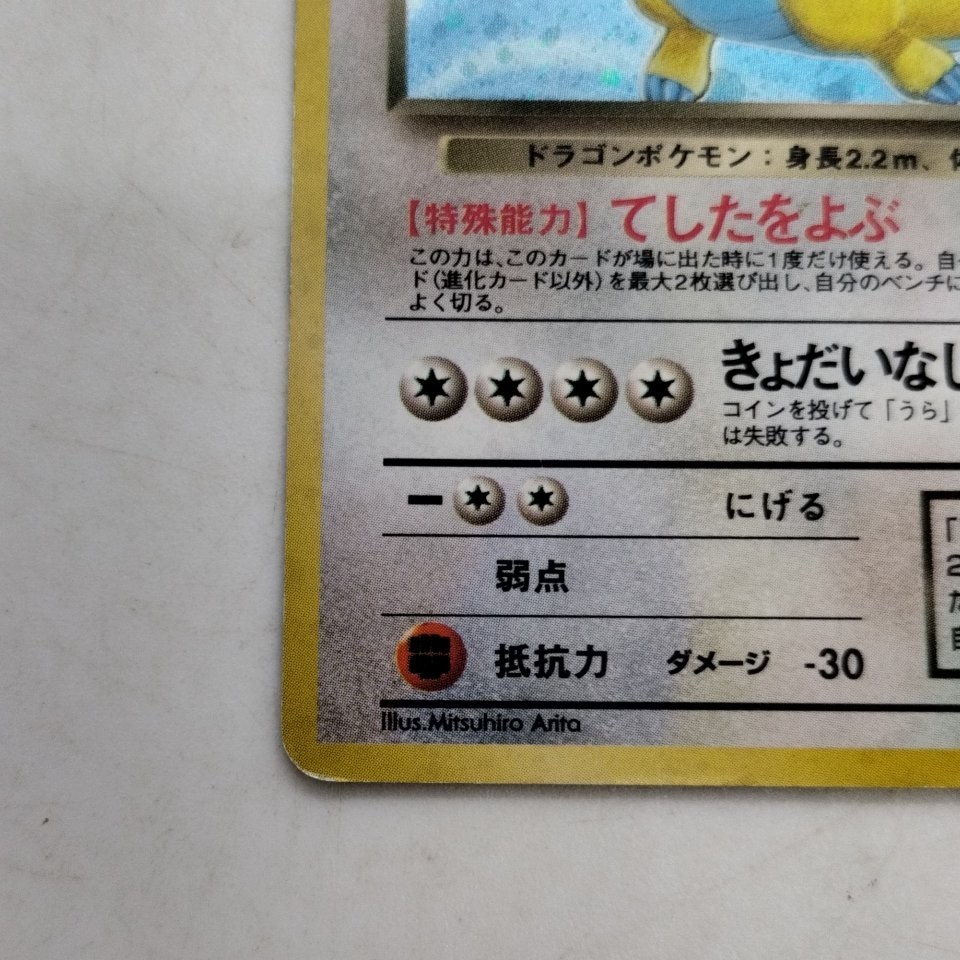 ドラゴンポケモン：身長2.2m、
【特殊能力】 てしたをよぶ
この力は、このカードが場に出た時に1度だけ使える。自
ド（進化カード以外）を最大2枚選び出し、自分のベンチに
よく切る。
きょだいなし
コインを投げて「うら」
は失敗する。
にげる
弱点
抵抗力 ダメージ -30
Illus.Mitsuhiro Arita
「
2
た
自